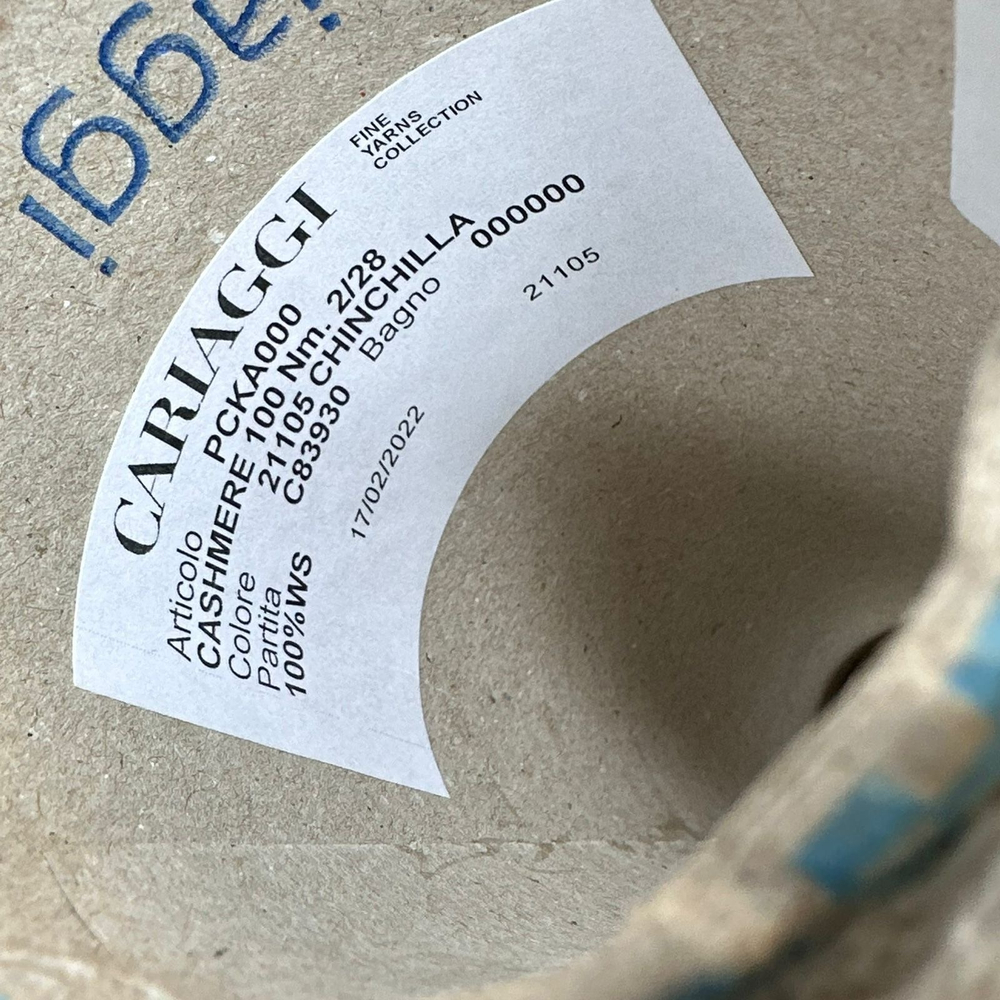 CARIAGGI
FINE
YARNS
COLLECTION
Articolo PCKA000
CASHMERE 100 Nm. 2/28
Colore 21105 CHINCHILLA
Partita C83930 Bagno 000000
100%WS
17/02/2022 21105